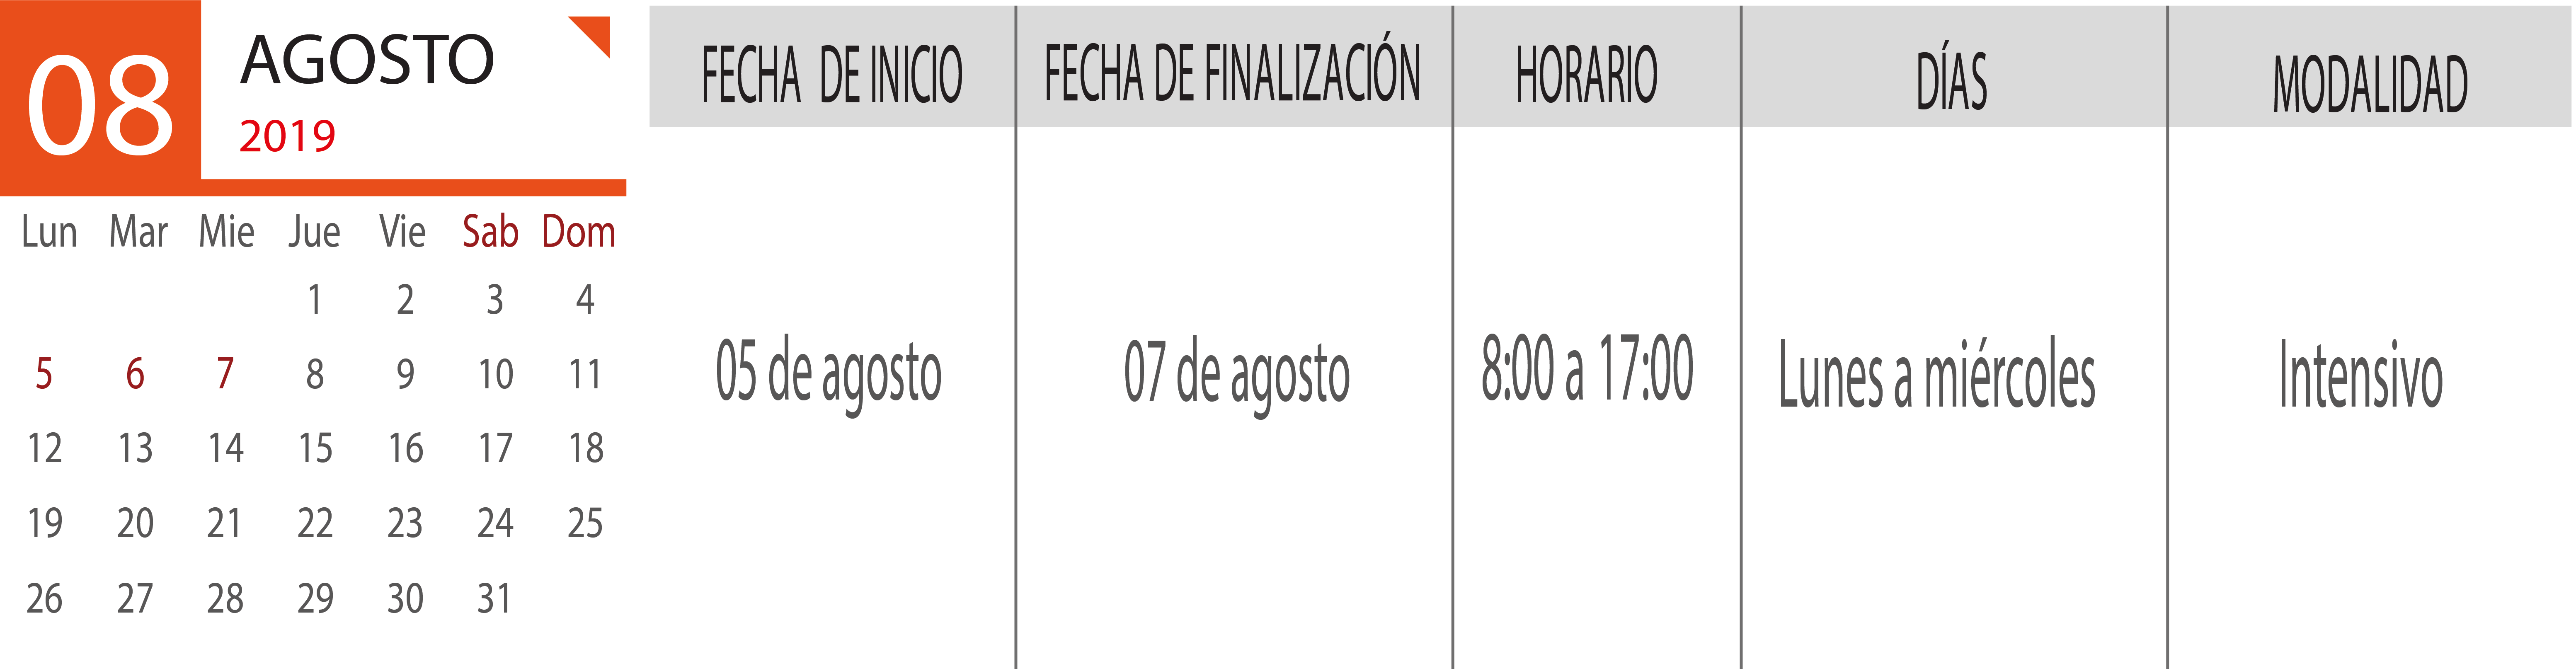 08
AGOSTO
2019
Lun Mar Mie Jue Vie Sab Dom
1 2 3 4
5 6 7 8 9 10 11
12 13 14 15 16 17 18
19 20 21 22 23 24 25
26 27 28 29 30 31
FECHA DE INICIO FECHA DE FINALIZACIÓN HORARIO DÍAS MODALIDAD
05 de agosto 07 de agosto 8:00 a 17:00 Lunes a miércoles Intensivo